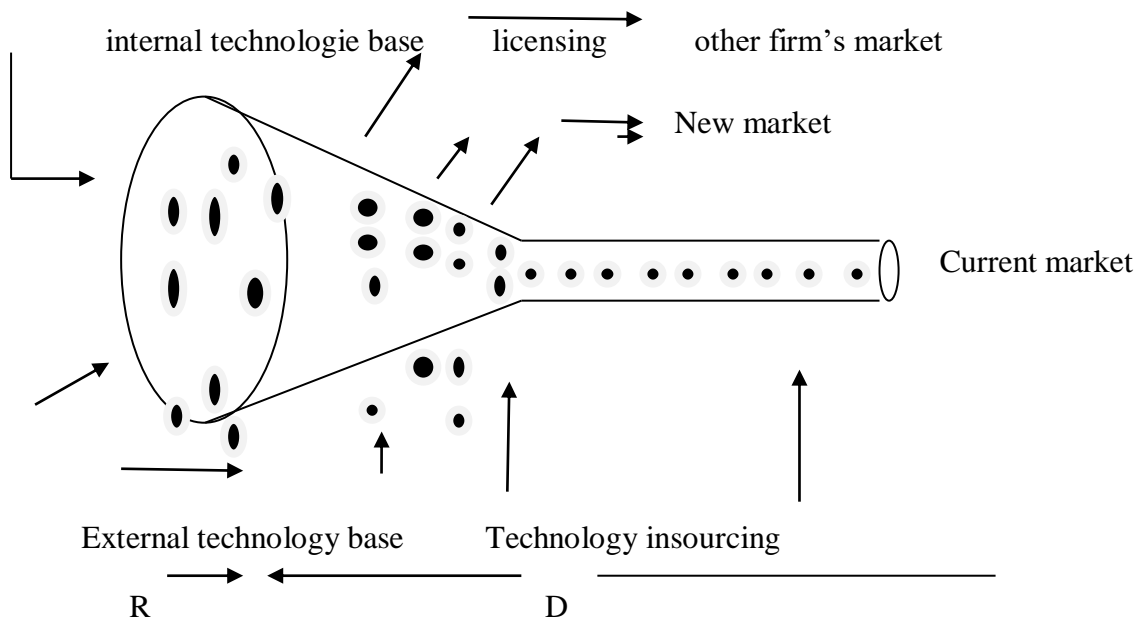 internal technologie base licensing other firm’s market
New market
Current market
External technology base Technology insourcing
R D